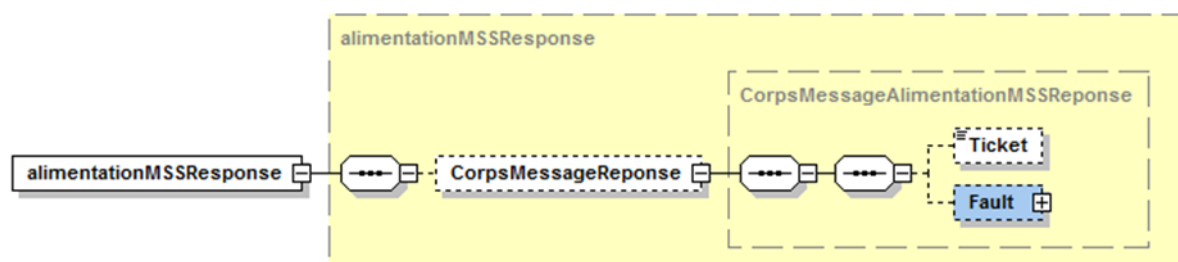 alimentationMSSResponse
CorpsMessageAlimentationMSSReponse
Ticket
alimentationMSSResponse
CorpsMessageReponse
Fault